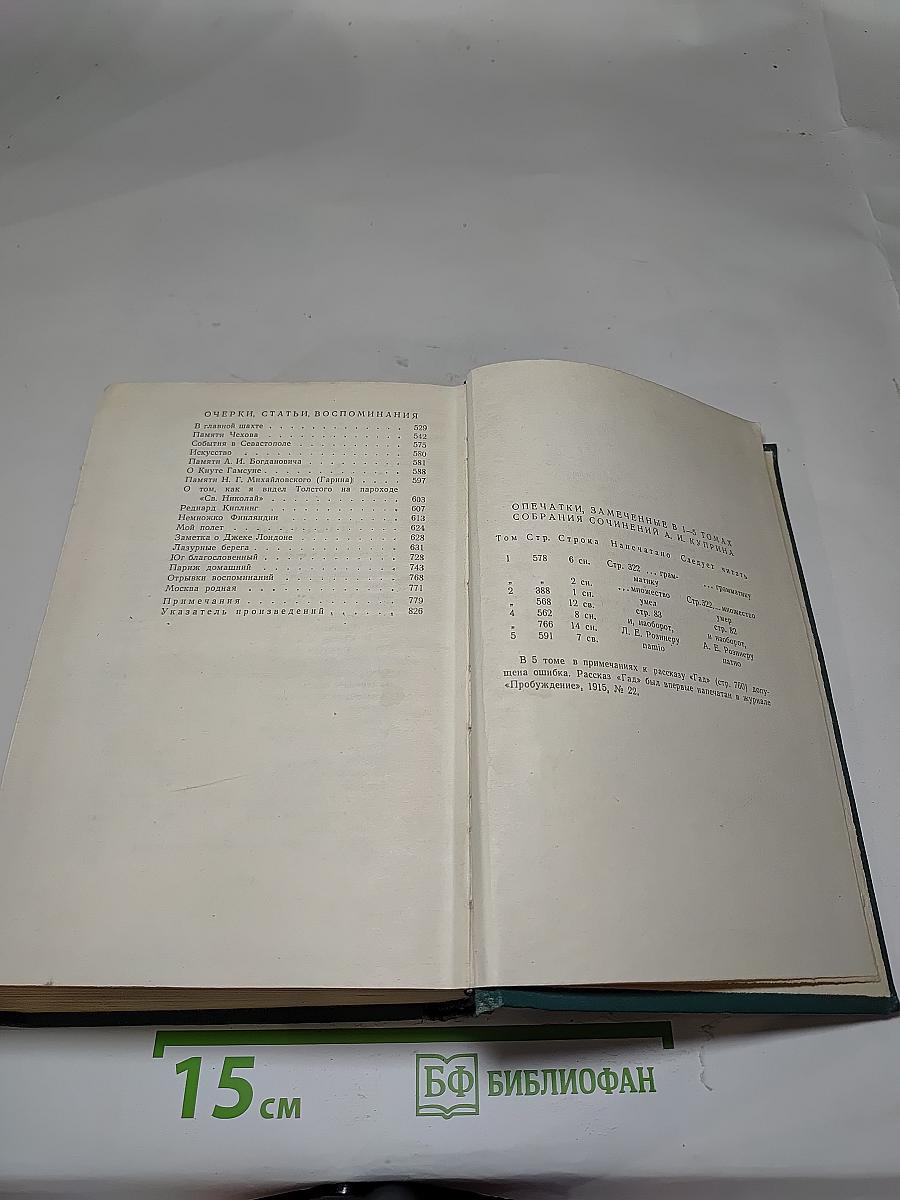 ОЧЕРКИ, СТАТЬИ, ВОСПОМИНАНИЯ
В главной шахте . . . . . . . . . . . . . . 529
Памяти Чехова . . . . . . . . . . . . . . 542
События в Севастополе . . . . . . . . . . . 575
Искусство . . . . . . . . . . . . . . . 580
Памяти А. И. Богдановича . . . . . . . . . . 581
О Кнуте Гамсуне . . . . . . . . . . . . . . 588
Памяти Н. Г. Михайловского (Гарина) . . . . . 597
О том, как я видел Толстого на пароходе
«Св. Николай» . . . . . . . . . . . . . 603
Редиард Киплинг . . . . . . . . . . . . . . 607
Немножко Финляндии . . . . . . . . . . . . 613
Мой полет . . . . . . . . . . . . . . . . 624
Заметка о Джеке Лондоне . . . . . . . . . . 628
Лазурные берега . . . . . . . . . . . . . . 631
Юг благословенный . . . . . . . . . . . . . 728
Париж домашний . . . . . . . . . . . . . . 743
Отрывки воспоминаний . . . . . . . . . . . 768
Москва родная . . . . . . . . . . . . . . 771
Примечания . . . . . . . . . . . . . . . 779
Указатель произведений . . . . . . 826
ОПЕЧАТКИ, ЗАМЕЧЕННЫЕ В 1—5 ТОМАХ
СОБРАНИЯ СОЧИНЕНИЙ А. И. КУПРИНА
Том Стр. Строка Напечатано Следует читать
1 578 6 сн. Стр. 322 ... грам-
матику ... грамматику
„ „ 2 сн. ...множество Стр. 322 ... множество
2 388 1 сн. умел умер
„ 568 12 св. стр. 83 стр. 82
4 562 8 сн. и, наоборот, и наоборот,
„ 766 14 сн. Л. Е. Розинеру А. Е. Розинеру
5 591 7 св. патіо патно
В 5 томе в примечаниях к рассказу «Гад» (стр. 760) допу-
щена ошибка. Рассказ «Гад» был впервые напечатан в журнале
«Пробуждение», 1915, № 22.
15 см
БФ БИБЛИОФАН